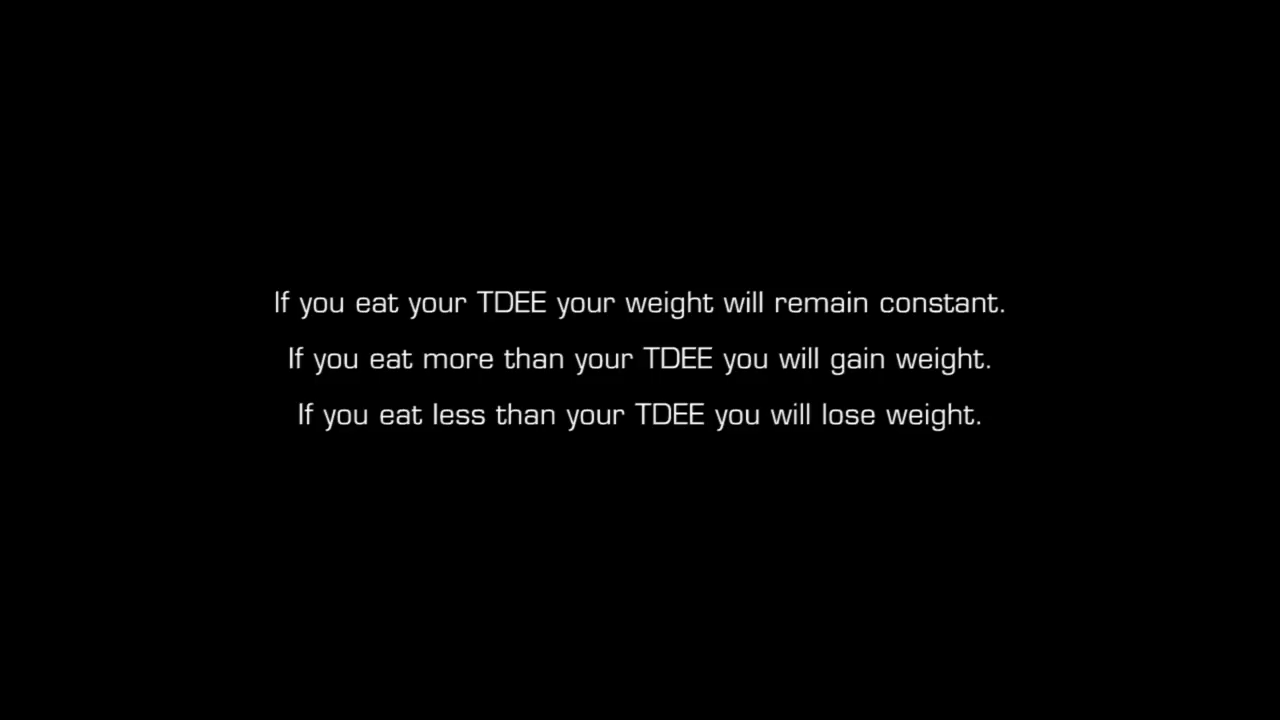 If you eat your TDEE your weight will remain constant.
If you eat more than your TDEE you will gain weight.
If you eat less than your TDEE you will lose weight.